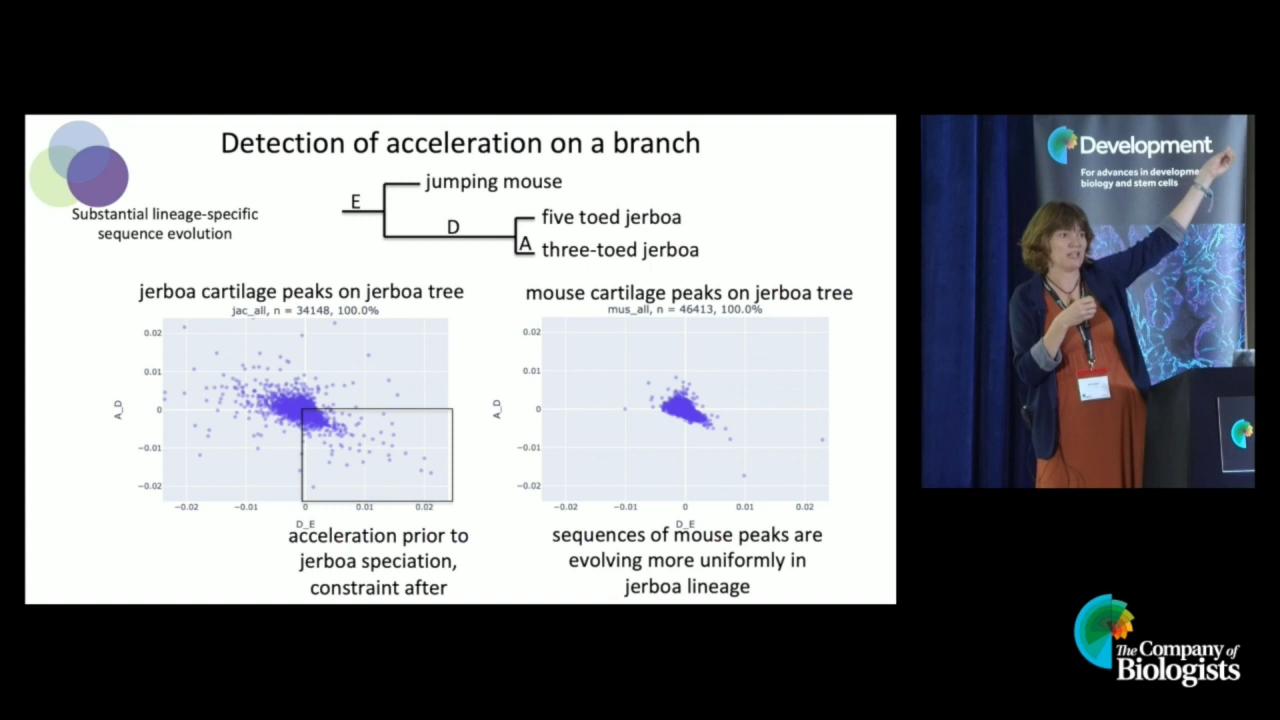 Detection of acceleration on a branch
Substantial lineage-specific
sequence evolution
E
jumping mouse
D
five toed jerboa
A
three-toed jerboa
jerboa cartilage peaks on jerboa tree
jac_all, n = 34148, 100.0%
0.02
0.01
0
−0.01
−0.02
A_D
−0.02
−0.01
0
0.01
0.02
D_E
acceleration prior to
jerboa speciation,
constraint after
mouse cartilage peaks on jerboa tree
mus_all, n = 46413, 100.0%
0.02
0.01
0
−0.01
−0.02
A_D
−0.02
−0.01
0
0.01
0.02
D_E
sequences of mouse peaks are
evolving more uniformly in
jerboa lineage
Development
For advances in developme
biology and stem cells
The Company of
Biologists